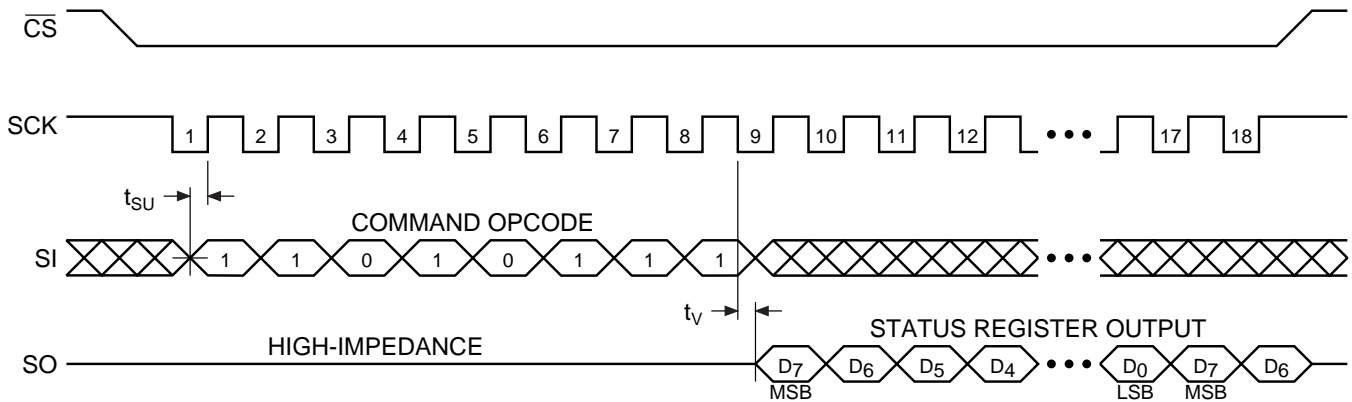 CS
SCK 1 2 3 4 5 6 7 8 9 10 11 12 ••• 17 18
tSU
COMMAND OPCODE
SI 1 1 0 1 0 1 1 1 •••
tV
STATUS REGISTER OUTPUT
HIGH-IMPEDANCE
SO D7 D6 D5 D4 ••• D0 D7 D6
MSB LSB MSB